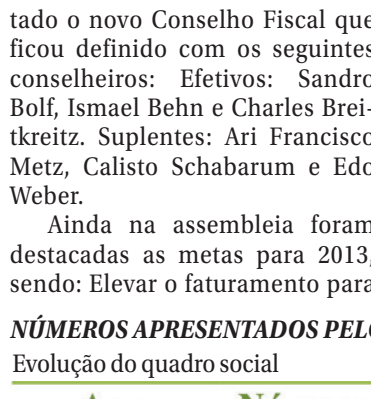 tado o novo Conselho Fiscal que
ficou definido com os seguintes
conselheiros: Efetivos: Sandro
Bolf, Ismael Behn e Charles Brei-
tkreitz. Suplentes: Ari Francisco
Metz, Calisto Schabarum e Edo
Weber.
Ainda na assembleia foram
destacadas as metas para 2013,
sendo: Elevar o faturamento para
NÚMEROS APRESENTADOS PELO
Evolução do quadro social